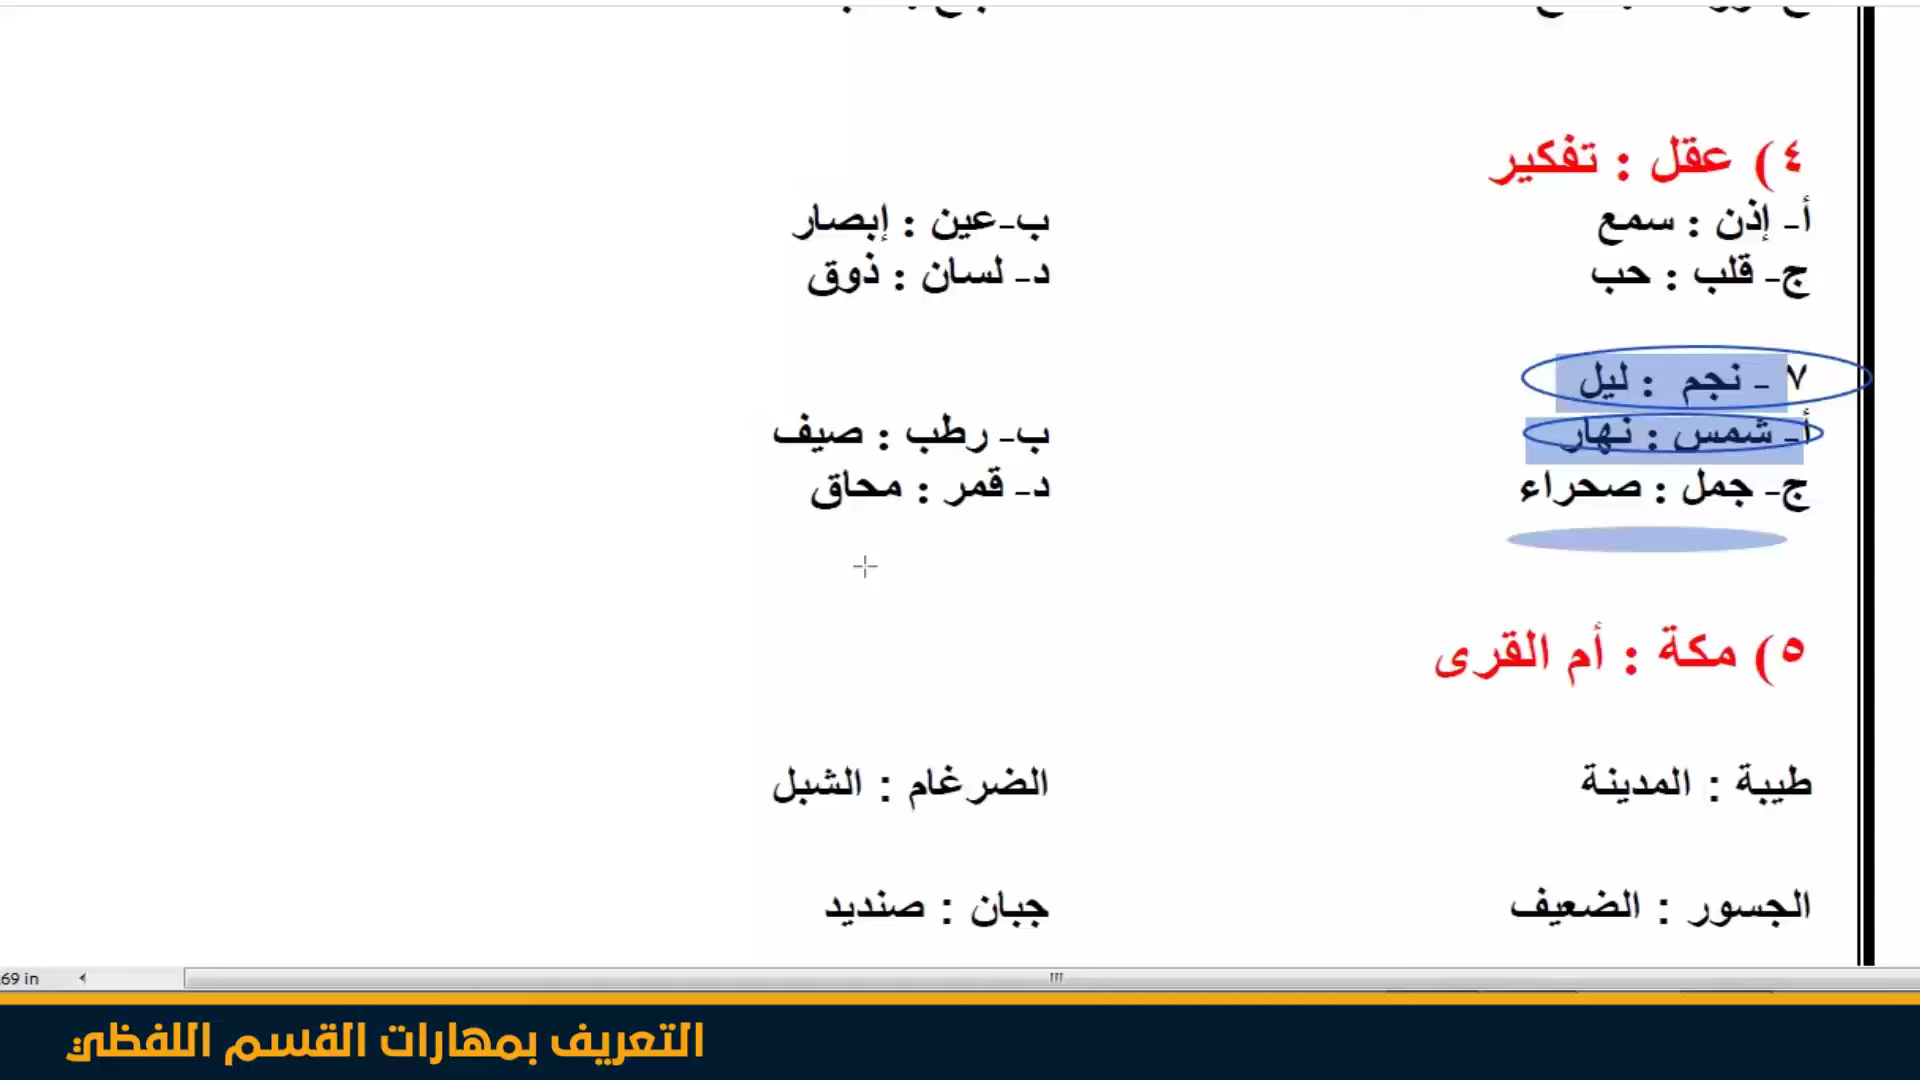 ٤) عقل : تفكير
أ- إذن : سمع
ب-عين : إبصار
ج- قلب : حب
د- لسان : ذوق
٧ - نجم : ليل
أ- شمس : نهار
ب- رطب : صيف
ج- جمل : صحراء
د- قمر : محاق
٥) مكة : أم القرى
طيبة : المدينة
الضرغام : الشبل
الجسور : الضعيف
جبان : صنديد
69 in
التعريف بمهارات القسم اللفظي